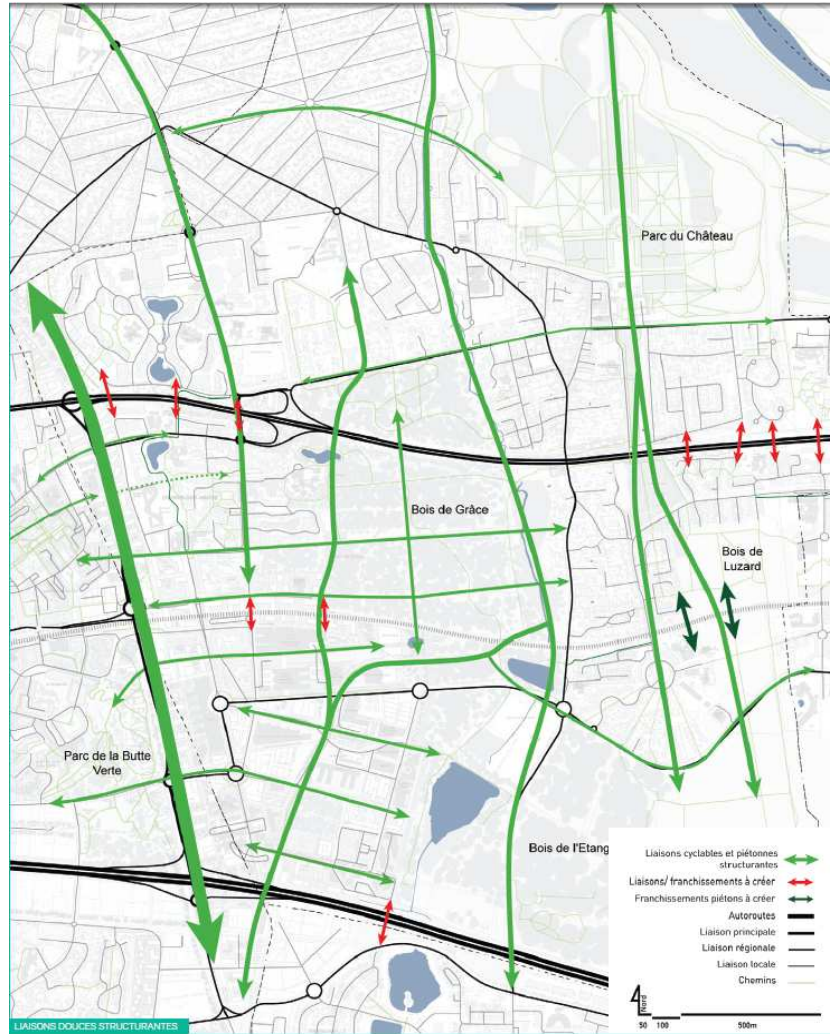 Parc du Château
Bois de Grâce
Bois de
Luzard
Parc de la Butte
Verte
Bois de l'Etang
Liaisons cyclables et piétonnes
structurantes
Liaisons/ franchissements à créer
Franchissements piétons à créer
Autoroutes
Liaison principale
Liaison régionale
Liaison locale
Chemins
Nord
50 100 500m
LIAISONS DOUCES STRUCTURANTES